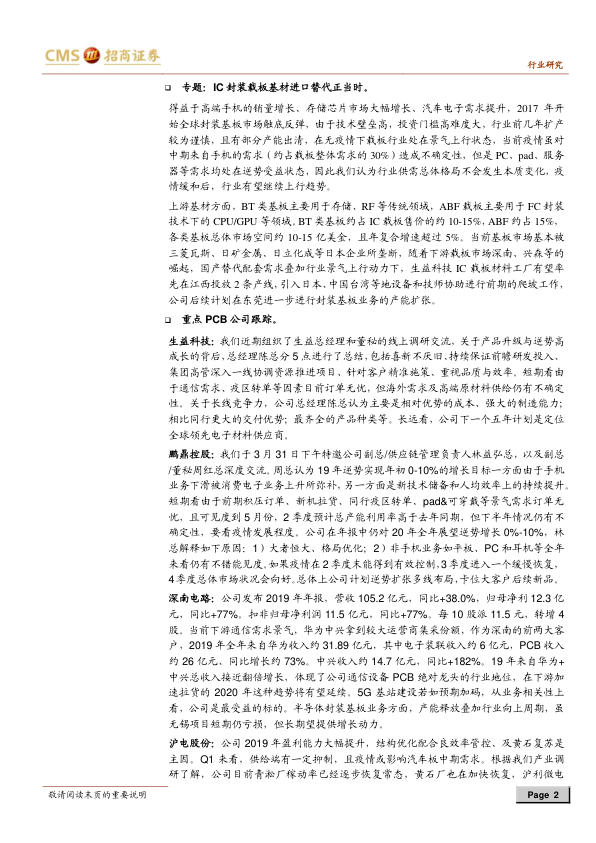 CMS 招商证券
行业研究
❑ 专题：IC 封装载板基材进口替代正当时。
得益于高端手机的销量增长、存储芯片市场大幅增长、汽车电子需求提升，2017 年开
始全球封装基板市场触底反弹，由于技术壁垒高，投资门槛高难度大，行业前几年扩产
较为谨慎，且有部分产能出清，在无疫情下载板行业处在景气上行状态，当前疫情虽对
中期来自手机的需求（约占载板整体需求的 30%）造成不确定性，但是 PC、pad、服务
器等需求均处在逆势受益状态，因此我们认为行业供需总体格局不会发生本质变化，疫
情缓和后，行业有望继续上行趋势。
上游基材方面，BT 类基板主要用于存储、RF 等传统领域，ABF 载板主要用于 FC 封装
技术下的 CPU/GPU 等领域。BT 类基板约占 IC 载板售价的约 10-15%，ABF 约占 15%，
各类基板总体市场空间约 10-15 亿美金，且年复合增速超过 5%。当前基板市场基本被
三菱瓦斯、日矿金属、日立化成等日本企业所垄断，随着下游载板市场深南、兴森等的
崛起，国产替代配套需求叠加行业景气上行动力下，生益科技 IC 载板材料工厂有望率
先在江西投放 2 条产线，引入日本、中国台湾等地设备和技师协助进行前期的爬坡工作，
公司后续计划在东莞进一步进行封装基板业务的产能扩张。
❑ 重点 PCB 公司跟踪。
生益科技：我们近期组织了生益总经理和董秘的线上调研交流，关于产品升级与逆势高
成长的背后，总经理陈总分 5 点进行了总结，包括喜新不厌旧、持续保证前瞻研发投入、
集团高管深入一线协调资源推进项目、针对客户精准施策、重视品质与效率。短期看由
于通信需求、疫区转单等因素目前订单无忧，但海外需求及高端原材料供给仍有不确定
性。关于长线竞争力，公司总经理陈总认为主要是相对优势的成本、强大的制造能力；
相比同行更大的交付优势；最齐全的产品种类等。长远看，公司下一个五年计划是定位
全球领先电子材料供应商。
鹏鼎控股：我们于 3 月 31 日下午特邀公司副总/供应链管理负责人林益弘总，以及副总
/董秘周红总深度交流。周总认为 19 年逆势实现年初 0-10%的增长目标一方面由于手机
业务下滑被消费电子业务上升所弥补，另一方面是新技术储备和人均效率上的持续提升。
短期看由于前期积压订单、新机拉货、同行疫区转单、pad&可穿戴等景气需求订单无
忧，且可见度到 5 月份，2 季度预计总产能利用率高于去年同期，但下半年情况仍有不
确定性，要看疫情发展程度。公司在年报中仍对 20 年全年展望逆势增长 0%-10%，林
总解释如下原因：1）大者恒大、格局优化；2）非手机业务如平板、PC 和耳机等全年
来看仍有不错能见度。如果疫情在 2 季度末能得到有效控制，3 季度进入一个缓慢恢复，
4 季度总体市场状况会向好。总体上公司计划逆势扩张多线布局，卡位大客户后续新品。
深南电路：公司发布 2019 年年报，营收 105.2 亿元，同比+38.0%，归母净利 12.3 亿
元，同比+77%。扣非归母净利润 11.5 亿元，同比+77%。每 10 股派 11.5 元，转增 4
股。当前下游通信需求景气，华为中兴拿到较大运营商集采份额，作为深南的前两大客
户，2019 年全年来自华为收入约 31.89 亿元，其中电子装联收入约 6 亿元，PCB 收入
约 26 亿元、同比增长约 73%。中兴收入约 14.7 亿元，同比+182%。19 年来自华为+
中兴总收入接近翻倍增长，体现了公司通信设备 PCB 绝对龙头的行业地位，在下游加
速拉货的 2020 年这种趋势将有望延续。5G 基站建设若如预期加码，从业务相关性上
看，公司是最受益的标的。半导体封装基板业务方面，产能释放叠加行业向上周期，虽
无锡项目短期仍亏损，但长期望提供增长动力。
沪电股份：公司 2019 年盈利能力大幅提升，结构优化配合良效率管控、及黄石复苏是
主因。Q1 来看，供给端有一定抑制，且疫情或影响汽车板中期需求。根据我们产业调
研了解，公司目前青淞厂稼动率已经逐步恢复常态，黄石厂也在加快恢复，沪利微电
敬请阅读末页的重要说明
Page 2